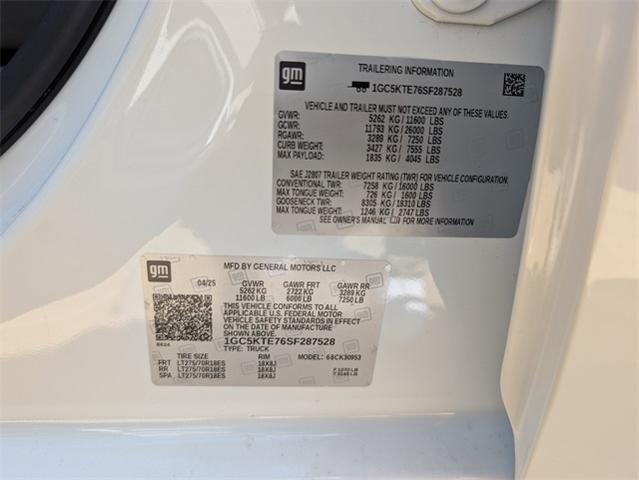 gm
TRAILERING INFORMATION
1GC5KTE76SF287528
VEHICLE AND TRAILER MUST NOT EXCEED ANY OF THESE VALUES.
GVWR: 5262 KG / 11600 LBS
GCWR: 11793 KG / 26000 LBS
RGAWR: 3289 KG / 7250 LBS
CURB WEIGHT: 3427 KG / 7555 LBS
MAX PAYLOAD: 1835 KG / 4045 LBS
SAE J2807 TRAILER WEIGHT RATING (TWR) FOR VEHICLE CONFIGURATION.
CONVENTIONAL TWR: 7258 KG / 16000 LBS
MAX TONGUE WEIGHT: 726 KG / 1600 LBS
GOOSENECK TWR: 8305 KG / 18310 LBS
MAX TONGUE WEIGHT: 1246 KG / 2747 LBS
SEE OWNER'S MANUAL FOR MORE INFORMATION
gm
MFD BY GENERAL MOTORS LLC
04/25 GVWR GAWR FRT GAWR RR
5262 KG 2722 KG 3289 KG
11600 LB 6000 LB 7250 LB
THIS VEHICLE CONFORMS TO ALL
APPLICABLE U.S. FEDERAL MOTOR
VEHICLE SAFETY STANDARDS IN EFFECT ON
THE DATE OF MANUFACTURE SHOWN ABOVE
1GC5KTE76SF287528
TYPE: TRUCK
TIRE SIZE RIM MODEL: 68CK30953
FRT LT275/70R18ES 18X8J
RR LT275/70R18ES 18X8J
SPA LT275/70R18ES 18X8J